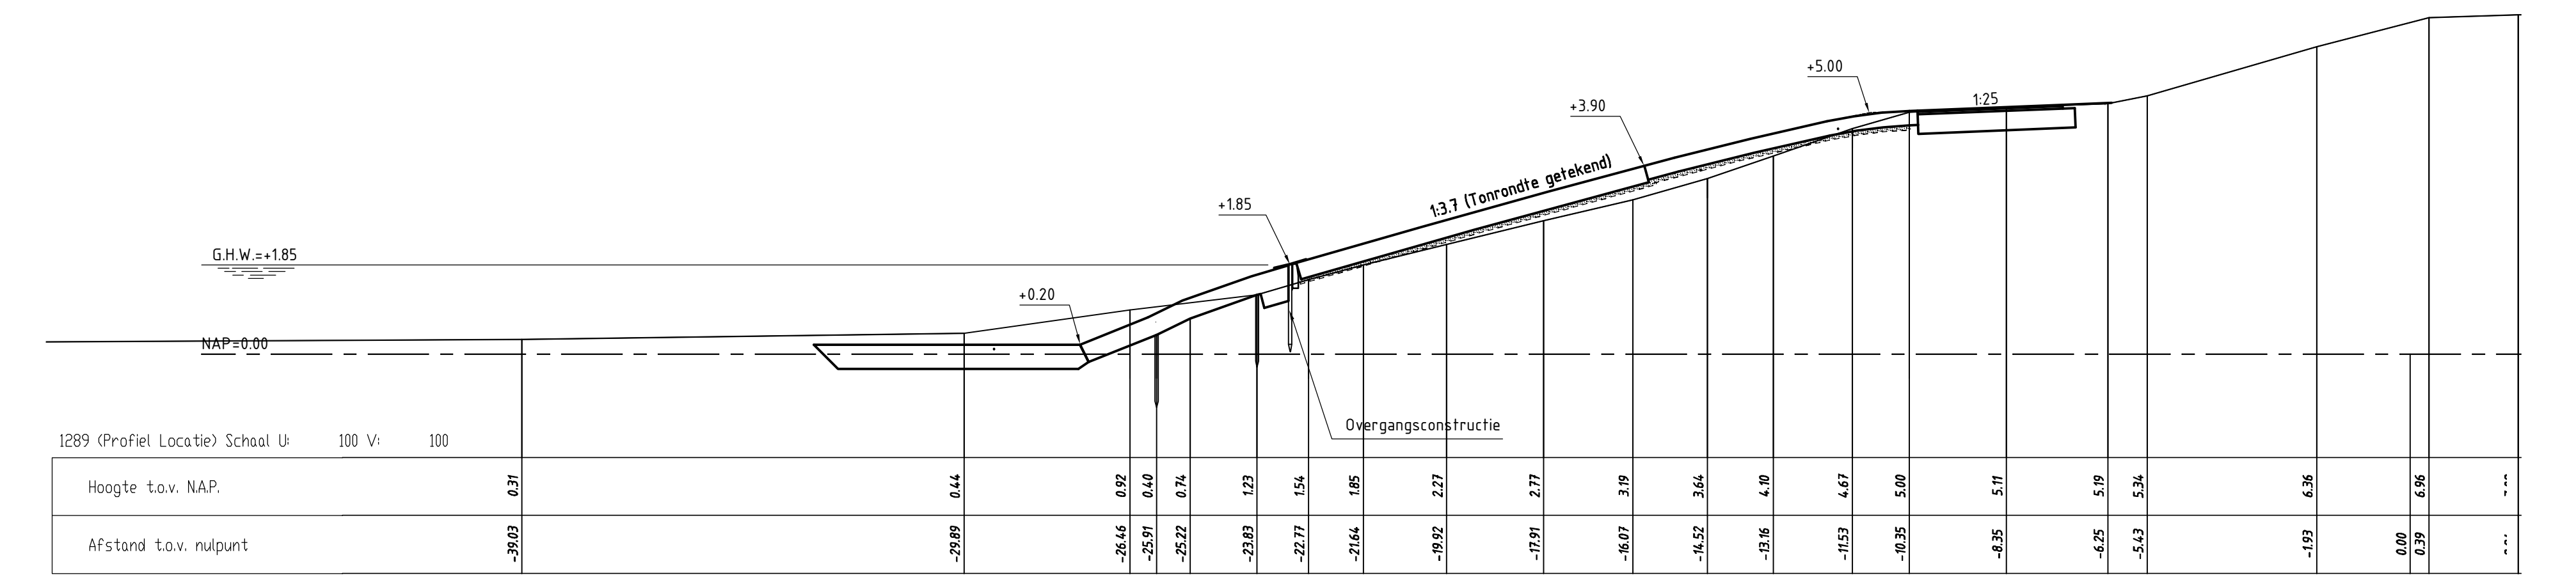 +5.00
1:25
+3.90
1:3.7 (Tonrondte getekend)
+1.85
G.H.W.=+1.85
+0.20
NAP=0.00
Overgangsconstructie
1289 (Profiel Locatie) Schaal U: 100 V: 100
Hoogte t.o.v. N.A.P. 0.31 0.44 0.92 0.40 0.74 1.23 1.54 1.85 2.27 2.77 3.19 3.64 4.10 4.67 5.00 5.11 5.19 5.34 6.36 6.96
Afstand t.o.v. nulpunt -39.03 -29.89 -26.46 -25.91 -25.22 -23.83 -22.77 -21.64 -19.92 -17.91 -16.07 -14.52 -13.16 -11.53 -10.35 -8.35 -6.25 -5.43 -1.93 0.00 0.39